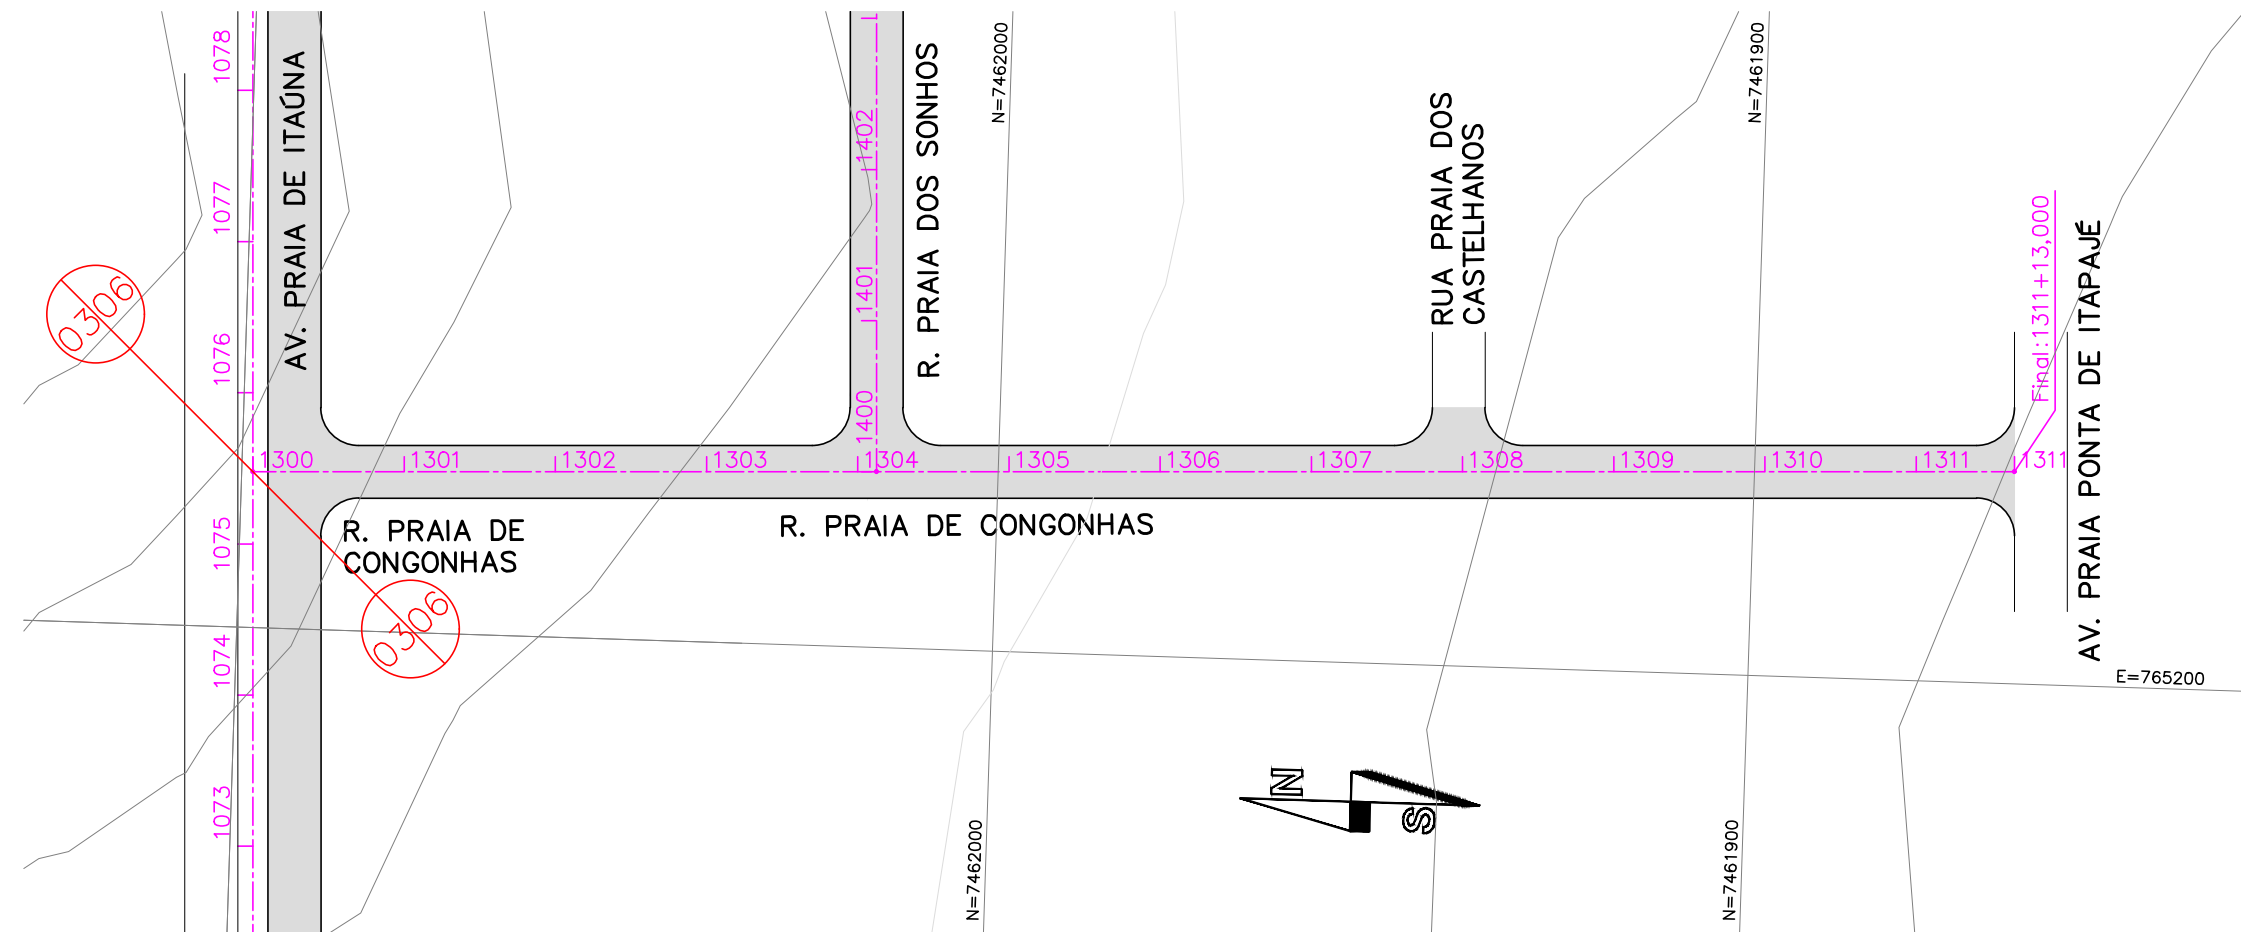 1078
1077
1076
1075
1074
1073
AV. PRAIA DE ITAÚNA
0306
0306
1402
1401
1400
R. PRAIA DOS SONHOS
N=7462000
RUA PRAIA DOS
CASTELHANOS
N=7461900
Final:1311+13,000
AV. PRAIA PONTA DE ITAPAJÉ
1300
1301
1302
1303
1304
1305
1306
1307
1308
1309
1310
1311
1311
R. PRAIA DE
CONGONHAS
R. PRAIA DE CONGONHAS
E=765200
N
S
N=7462000
N=7461900